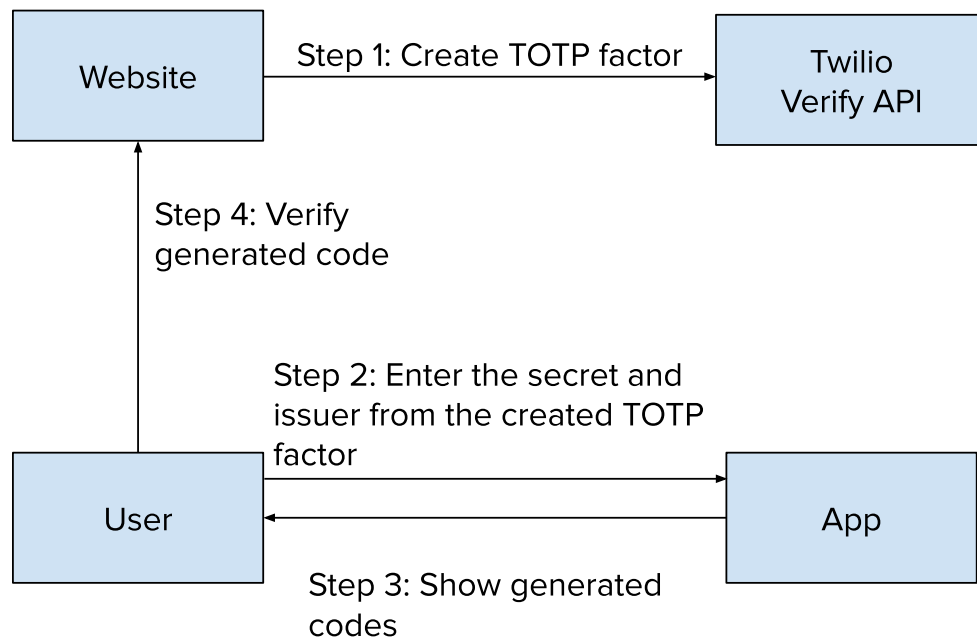 Website
Step 1: Create TOTP factor
Twilio
Verify API
Step 4: Verify
generated code
Step 2: Enter the secret and
issuer from the created TOTP
factor
User
App
Step 3: Show generated
codes